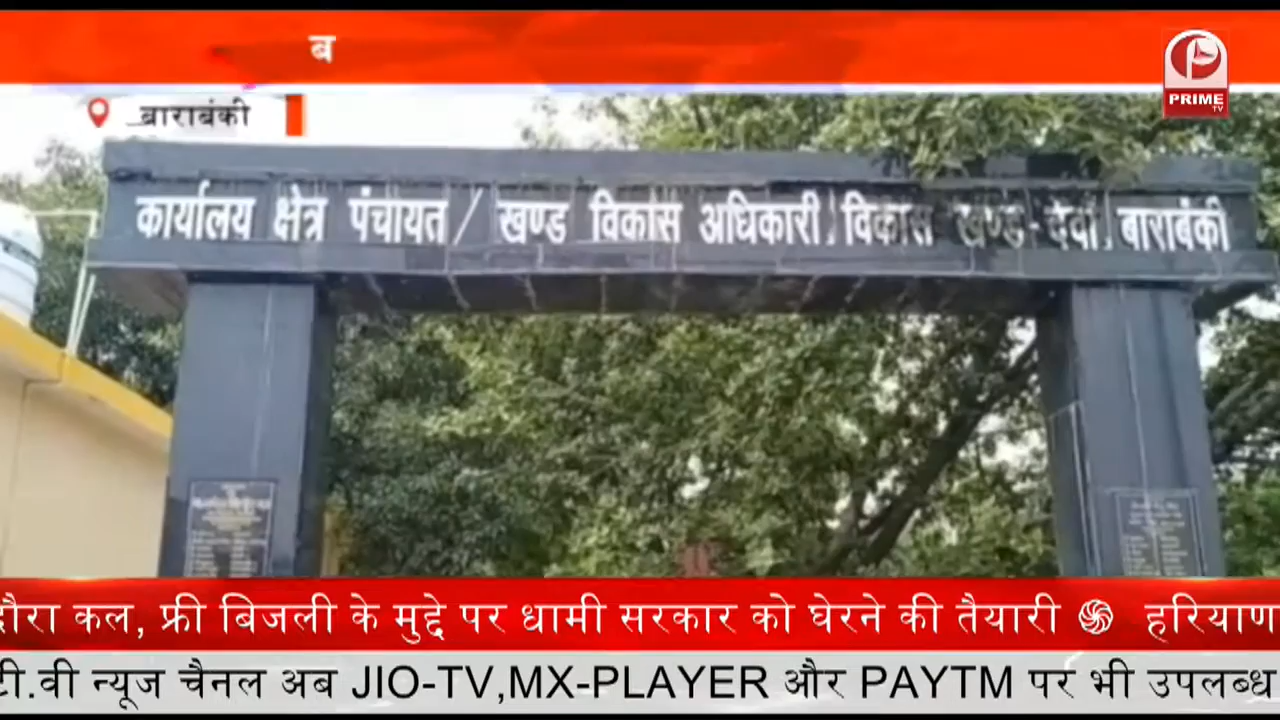 ब
PRIME
TV
बाराबंकी
कार्यालय क्षेत्र पंचायत/ खण्ड विकास अधिकारी, विकास खण्ड - देवा, बाराबंकी
दौरा कल, फ्री बिजली के मुद्दे पर धामी सरकार को घेरने की तैयारी हरियाण
टी.वी न्यूज चैनल अब JIO-TV,MX-PLAYER और PAYTM पर भी उपलब्ध